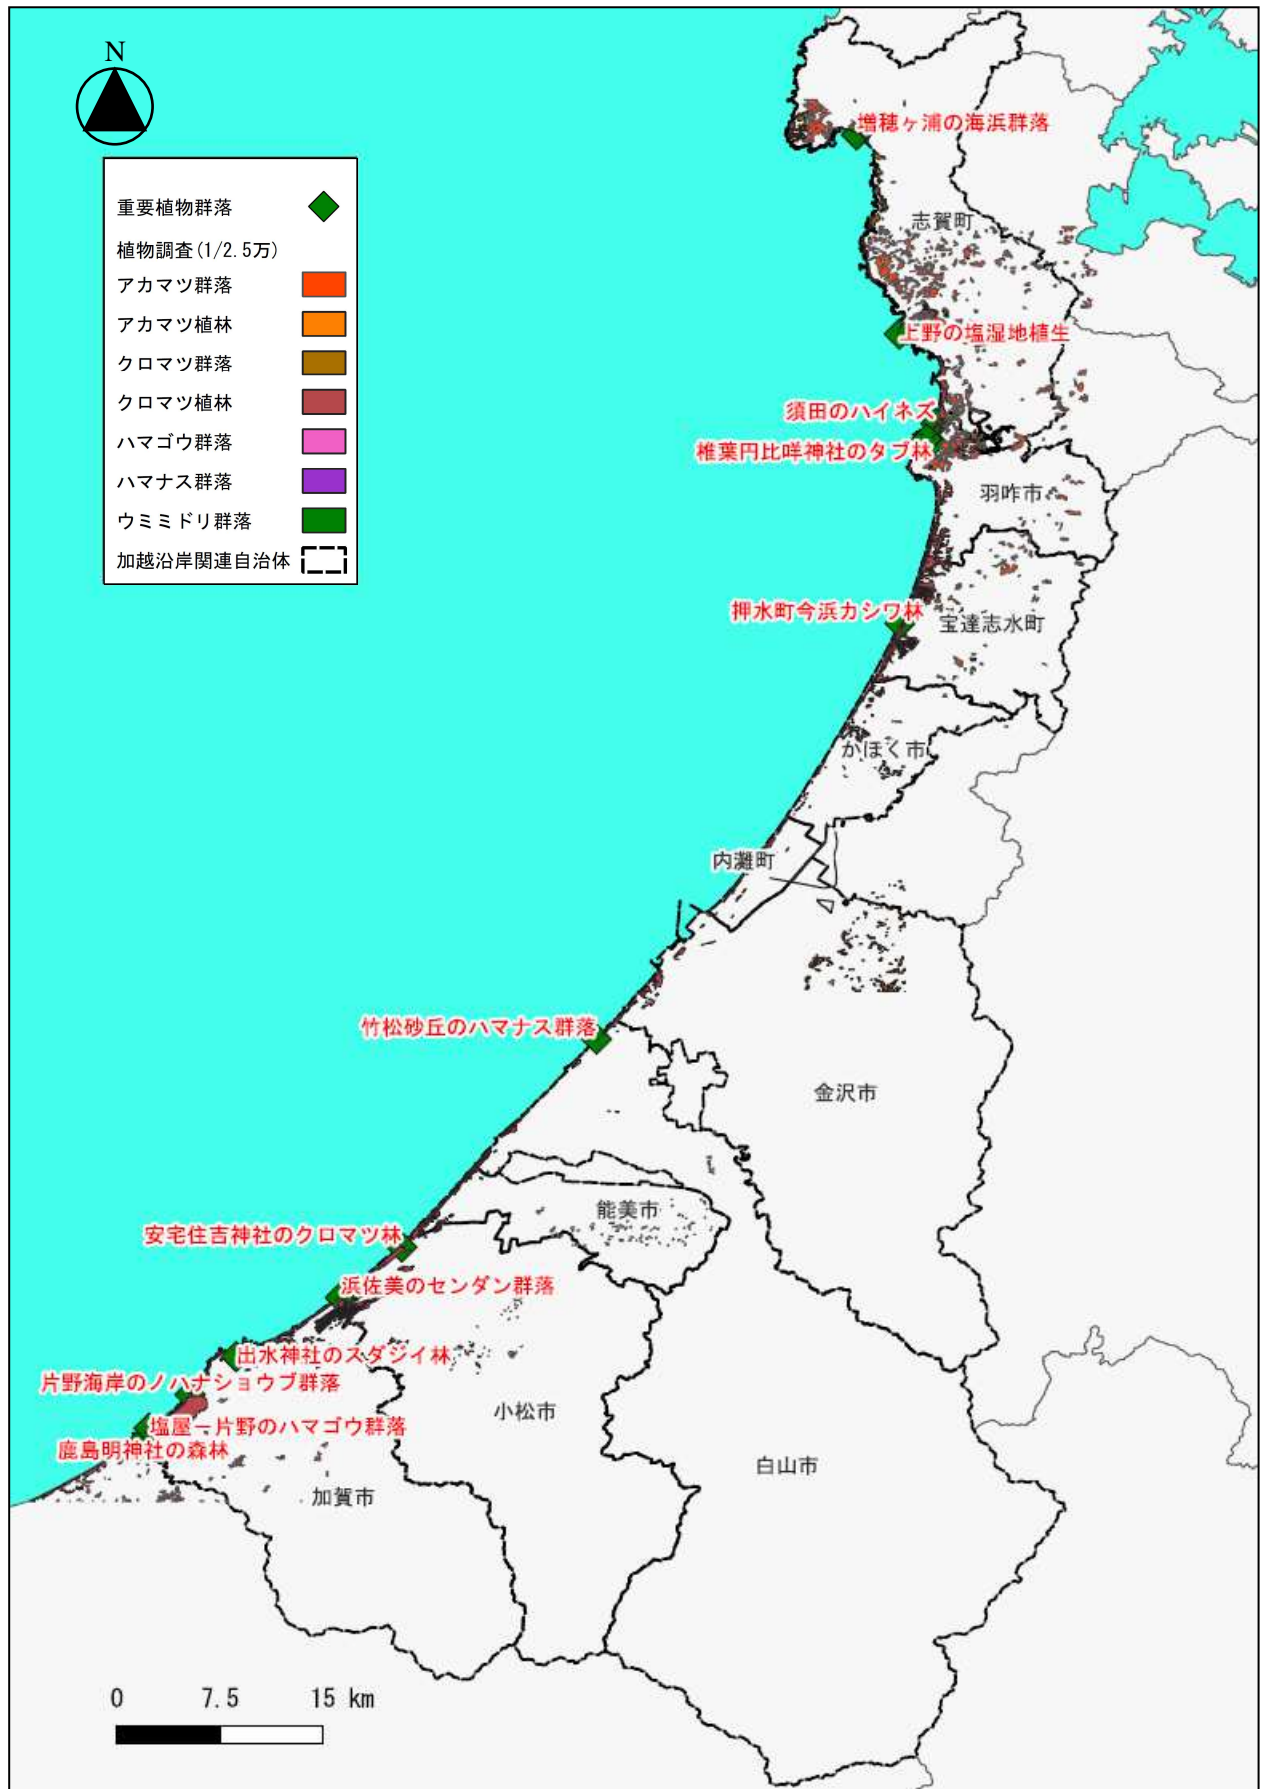 N
重要植物群落
植物調査(1/2.5万)
アカマツ群落
アカマツ植林
クロマツ群落
クロマツ植林
ハマゴウ群落
ハマナス群落
ウミミドリ群落
加越沿岸関連自治体
増穂ヶ浦の海浜群落
志賀町
上野の塩湿地植生
須田のハイネズ
椎葉円比咩神社のタブ林
羽咋市
押水町今浜カシワ林
宝達志水町
かほく市
内灘町
竹松砂丘のハマナス群落
金沢市
能美市
安宅住吉神社のクロマツ林
浜佐美のセンダン群落
出水神社のスダジイ林
片野海岸のノハナショウブ群落
小松市
塩屋－片野のハマゴウ群落
鹿島明神社の森林
白山市
加賀市
0 7.5 15 km